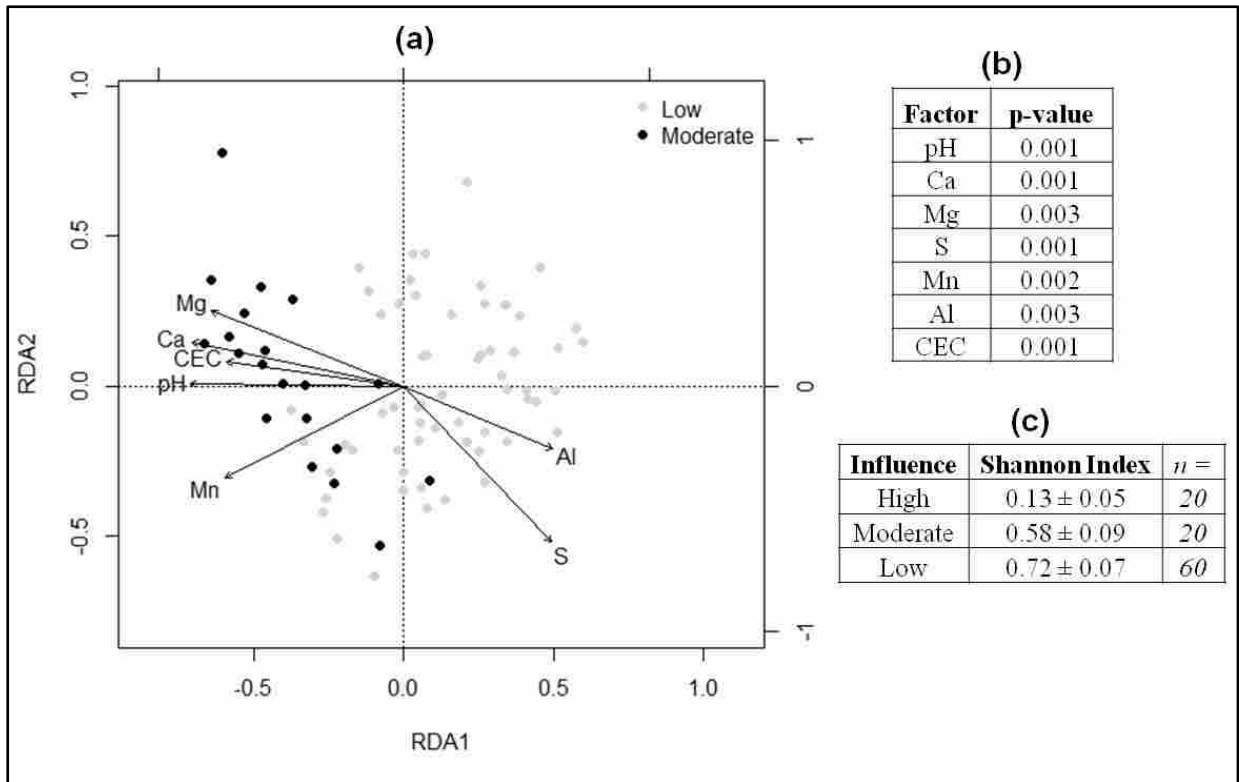 (a)
1.0
0.5
0.0
-0.5
RDA2
Low
Moderate
1
0
-1
Mg
Ca
CEC
pH
Mn
Al
S
-0.5
0.0
0.5
1.0
RDA1
(b)
Factor p-value
pH 0.001
Ca 0.001
Mg 0.003
S 0.001
Mn 0.002
Al 0.003
CEC 0.001
(c)
Influence Shannon Index n =
High 0.13 ± 0.05 20
Moderate 0.58 ± 0.09 20
Low 0.72 ± 0.07 60